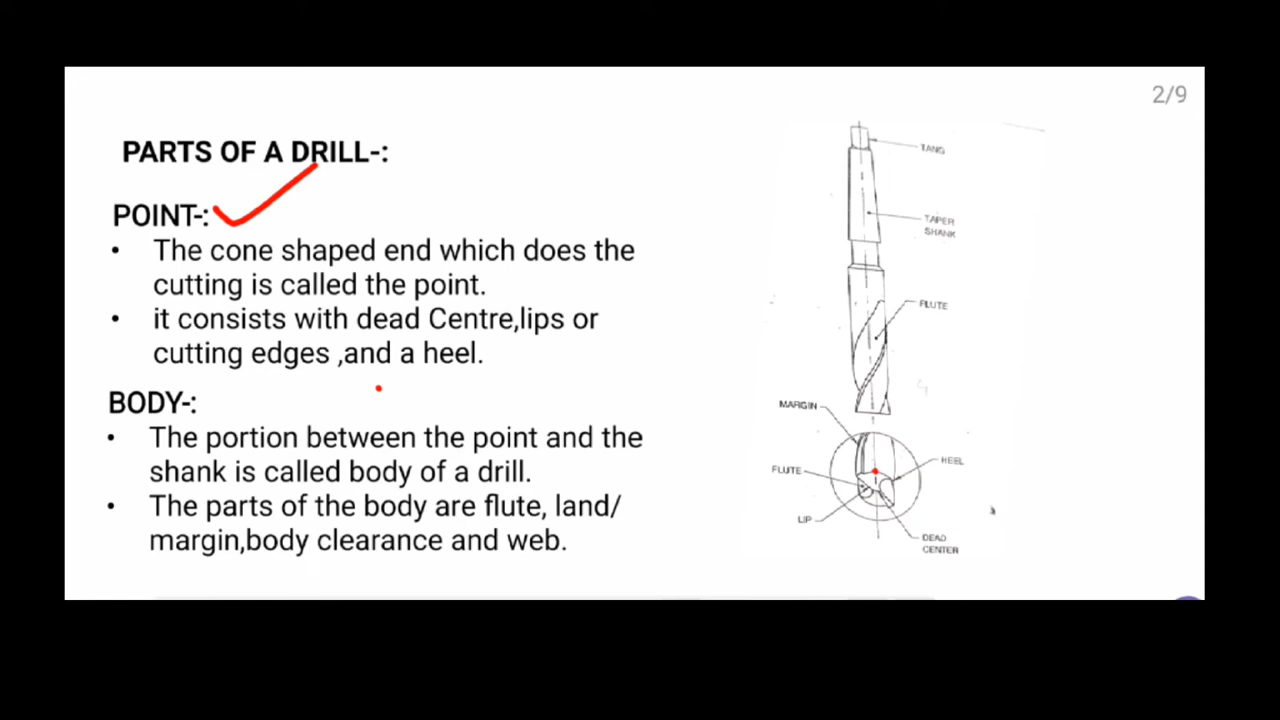 2/9
PARTS OF A DRILL-:
POINT-:
• The cone shaped end which does the
cutting is called the point.
• it consists with dead Centre,lips or
cutting edges ,and a heel.
BODY-:
• The portion between the point and the
shank is called body of a drill.
• The parts of the body are flute, land/
margin,body clearance and web.
TANG
TAPER
SHANK
FLUTE
MARGIN
FLUTE
HEEL
LIP
DEAD
CENTER